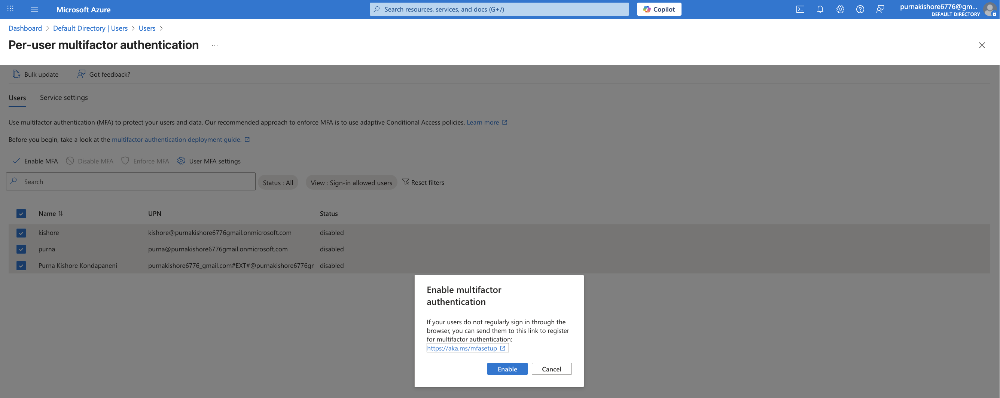 Microsoft Azure
Search resources, services, and docs (G+/)
Copilot
purnakishore6776@gm...
DEFAULT DIRECTORY
Dashboard > Default Directory | Users > Users >
Per-user multifactor authentication ...
Bulk update
Got feedback?
Users
Service settings
Use multifactor authentication (MFA) to protect your users and data. Our recommended approach to enforce MFA is to use adaptive Conditional Access policies. Learn more
Before you begin, take a look at the multifactor authentication deployment guide.
Enable MFA
Disable MFA
Enforce MFA
User MFA settings
Search
Status : All
View : Sign-in allowed users
Reset filters
Name UPN Status
kishore kishore@purnakishore6776gmail.onmicrosoft.com disabled
purna purna@purnakishore6776gmail.onmicrosoft.com disabled
Purna Kishore Kondapaneni purnakishore6776_gmail.com#EXT#@purnakishore6776gr disabled
Enable multifactor
authentication
If your users do not regularly sign in through the
browser, you can send them to this link to register
for multifactor authentication:
https://aka.ms/mfasetup
Enable
Cancel